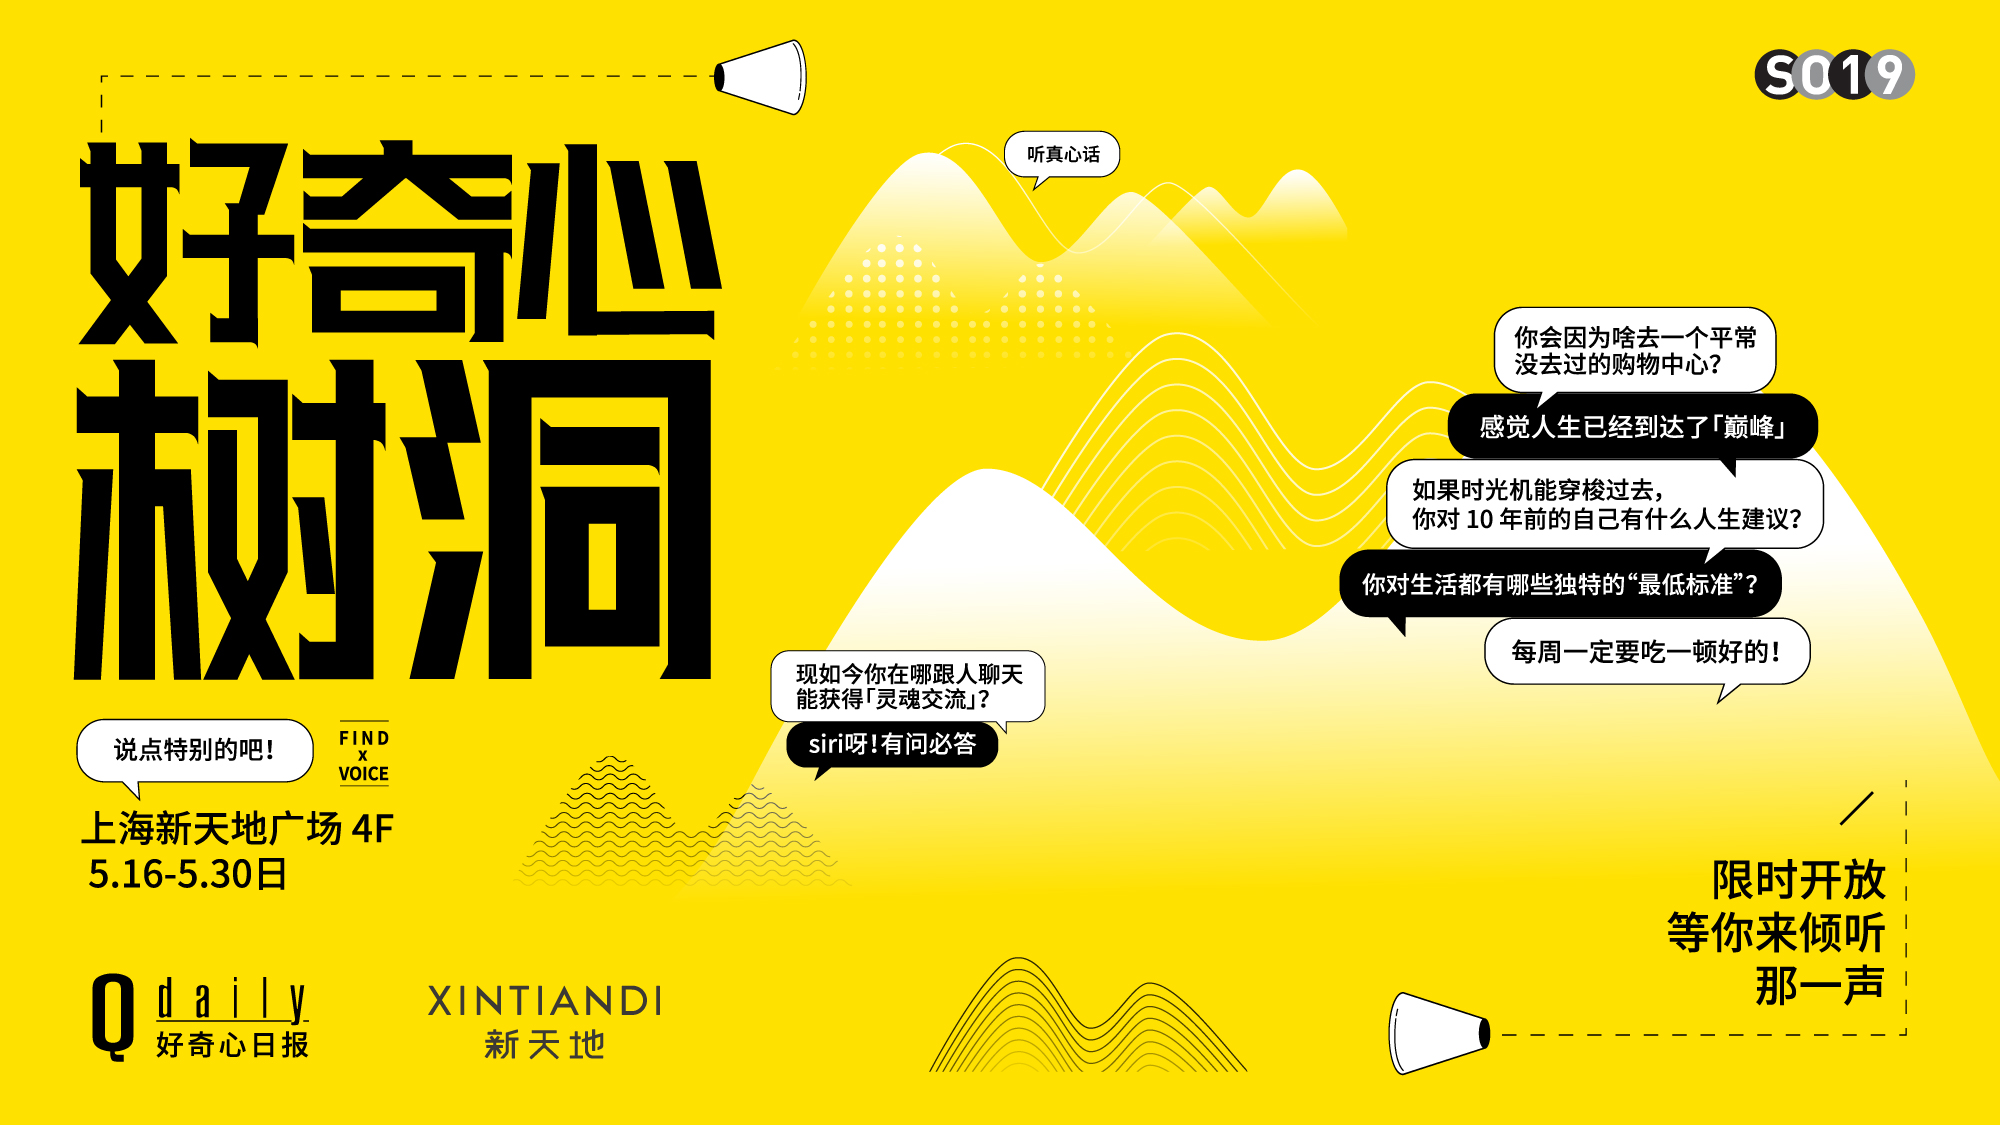 SO19
好奇心
树洞
听真心话
你会因为啥去一个平常
没去过的购物中心?
感觉人生已经到达了「巅峰」
如果时光机能穿梭过去，
你对 10 年前的自己有什么人生建议?
你对生活都有哪些独特的“最低标准”?
每周一定要吃一顿好的!
现如今你在哪跟人聊天
能获得「灵魂交流」?
siri呀!有问必答
说点特别的吧!
FIND
x
VOICE
上海新天地广场 4F
5.16-5.30日
限时开放
等你来倾听
那一声
Q daily
好奇心日报
XINTIANDI
新天地